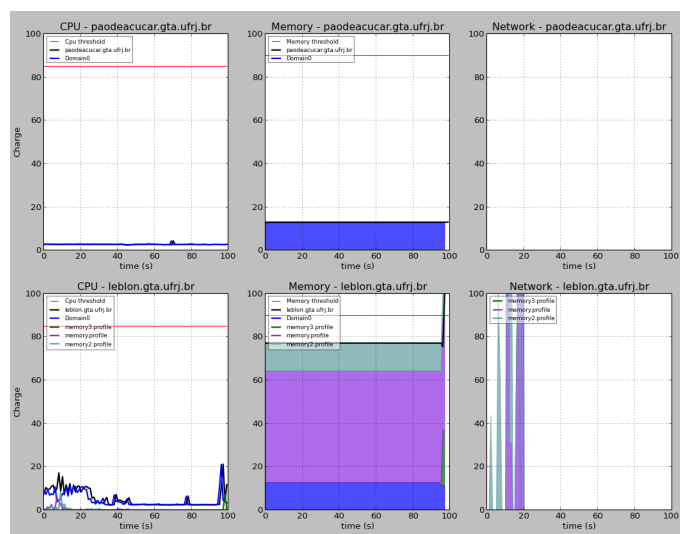 CPU - paodeacucar.gta.ufrj.br
Cpu threshold
paodeacucar.gta.ufrj.br
Domain0
100
80
60
40
20
0
Charge
0 20 40 60 80 100
time (s)
Memory - paodeacucar.gta.ufrj.br
Memory threshold
paodeacucar.gta.ufrj.br
Domain0
100
80
60
40
20
0
0 20 40 60 80 100
time (s)
Network - paodeacucar.gta.ufrj.br
100
80
60
40
20
0
0 20 40 60 80 100
time (s)
CPU - leblon.gta.ufrj.br
Cpu threshold
leblon.gta.ufrj.br
Domain0
memory3.profile
memory.profile
memory2.profile
100
80
60
40
20
0
Charge
0 20 40 60 80 100
time (s)
Memory - leblon.gta.ufrj.br
Memory threshold
leblon.gta.ufrj.br
Domain0
memory3.profile
memory.profile
memory2.profile
100
80
60
40
20
0
0 20 40 60 80 100
time (s)
Network - leblon.gta.ufrj.br
memory3.profile
memory.profile
memory2.profile
100
80
60
40
20
0
0 20 40 60 80 100
time (s)